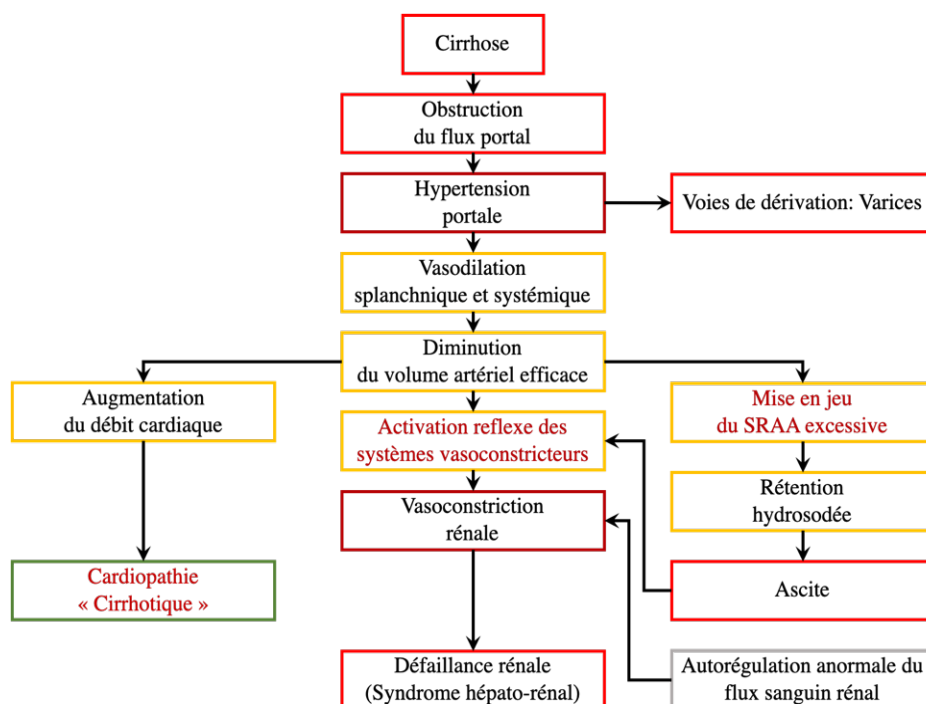 Cirrhose
Obstruction
du flux portal
Hypertension
portale
Voies de dérivation: Varices
Vasodilation
splanchnique et systémique
Diminution
du volume artériel efficace
Augmentation
du débit cardiaque
Activation reflexe des
systèmes vasoconstricteurs
Mise en jeu
du SRAA excessive
Vasoconstriction
rénale
Rétention
hydrosodée
Cardiopathie
« Cirrhotique »
Ascite
Défaillance rénale
(Syndrome hépato-rénal)
Autorégulation anormale du
flux sanguin rénal